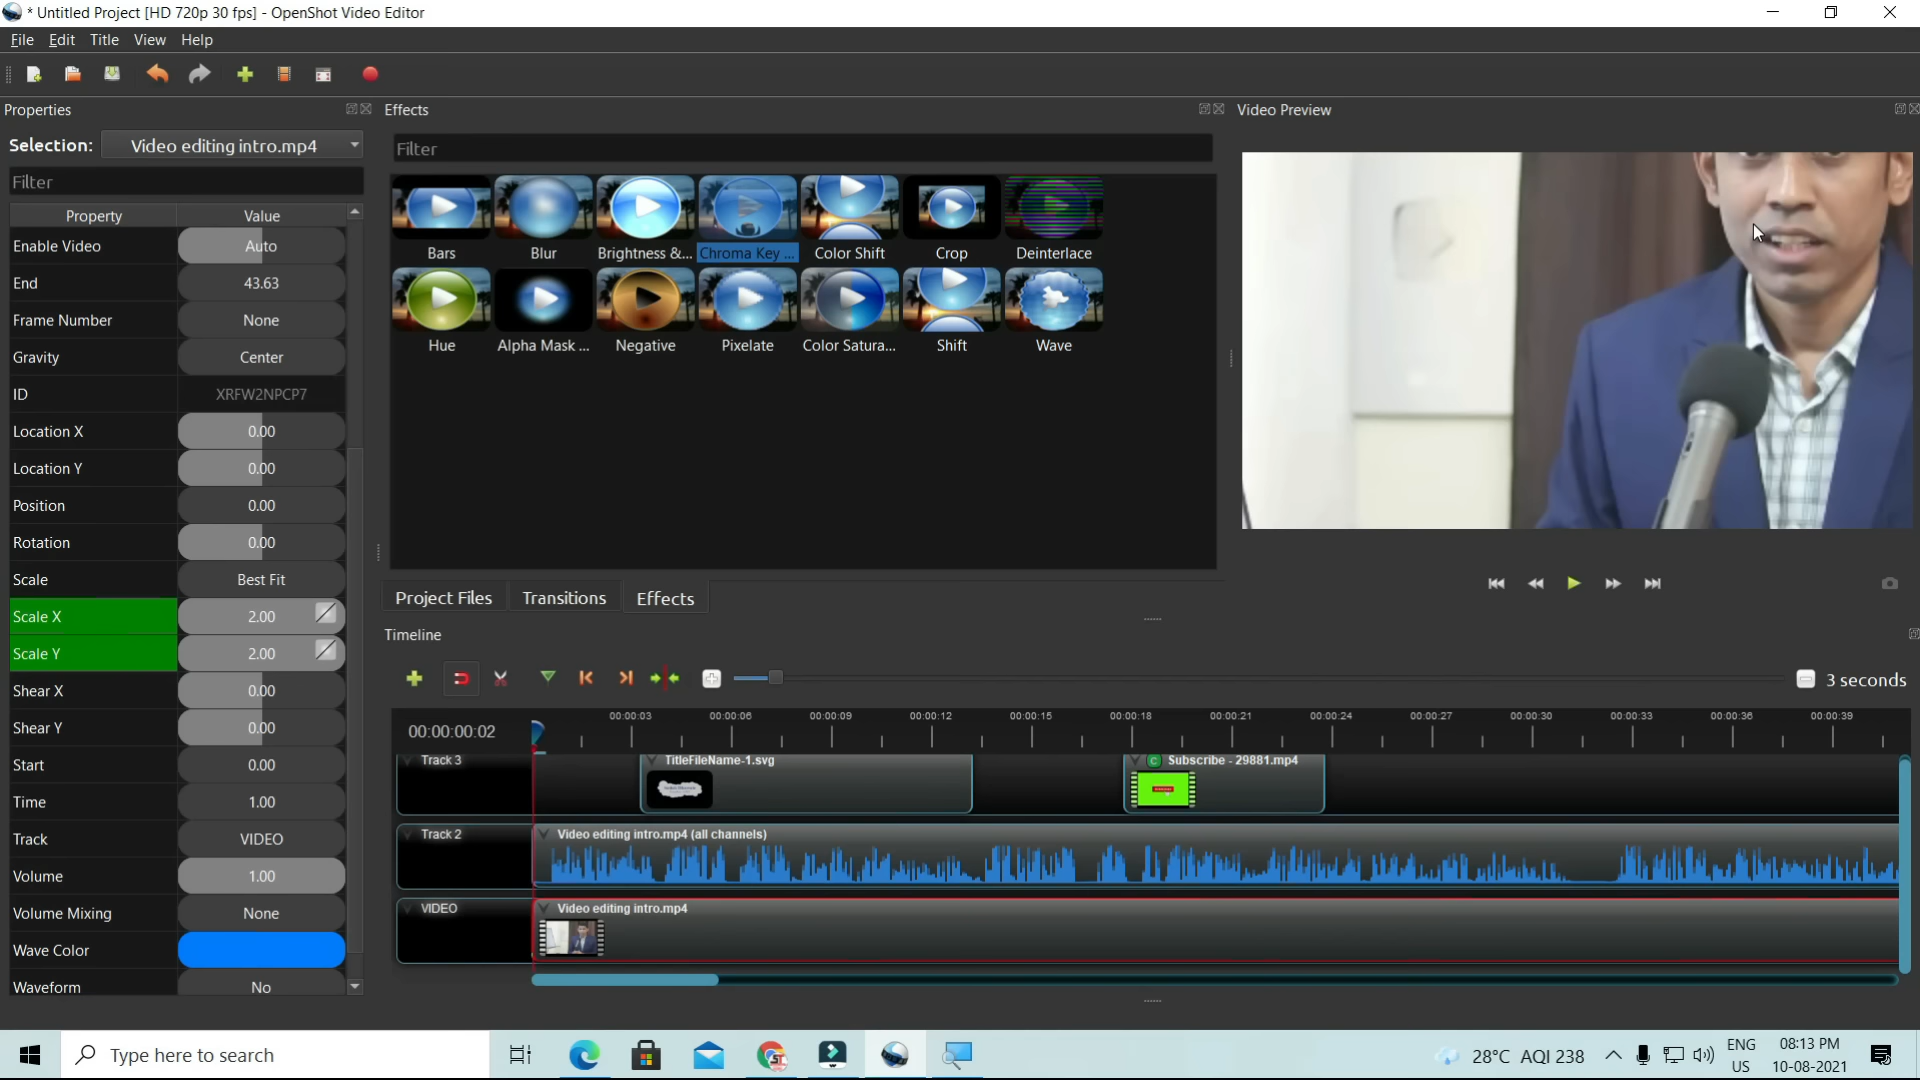 * Untitled Project [HD 720p 30 fps] - OpenShot Video Editor
File Edit Title View Help
Properties
Effects
Video Preview
Selection: Video editing intro.mp4
Filter
Filter
Property Value
Enable Video Auto
End 43.63
Frame Number None
Gravity Center
ID XRFW2NPCP7
Location X 0.00
Location Y 0.00
Position 0.00
Rotation 0.00
Scale Best Fit
Scale X 2.00
Scale Y 2.00
Shear X 0.00
Shear Y 0.00
Start 0.00
Time 1.00
Track VIDEO
Volume 1.00
Volume Mixing None
Wave Color
Waveform No
Bars Blur Brightness &... Chroma Key ... Color Shift Crop Deinterlace
Hue Alpha Mask ... Negative Pixelate Color Satura... Shift Wave
Project Files Transitions Effects
Timeline
3 seconds
00:00:00:02
00:00:03 00:00:06 00:00:09 00:00:12 00:00:15 00:00:18 00:00:21 00:00:24 00:00:27 00:00:30 00:00:33 00:00:36 00:00:39
Track 3 TitleFileName-1.svg C Subscribe - 29881.mp4
Track 2 Video editing intro.mp4 (all channels)
VIDEO Video editing intro.mp4
Type here to search
28°C AQI 238
ENG
US
08:13 PM
10-08-2021